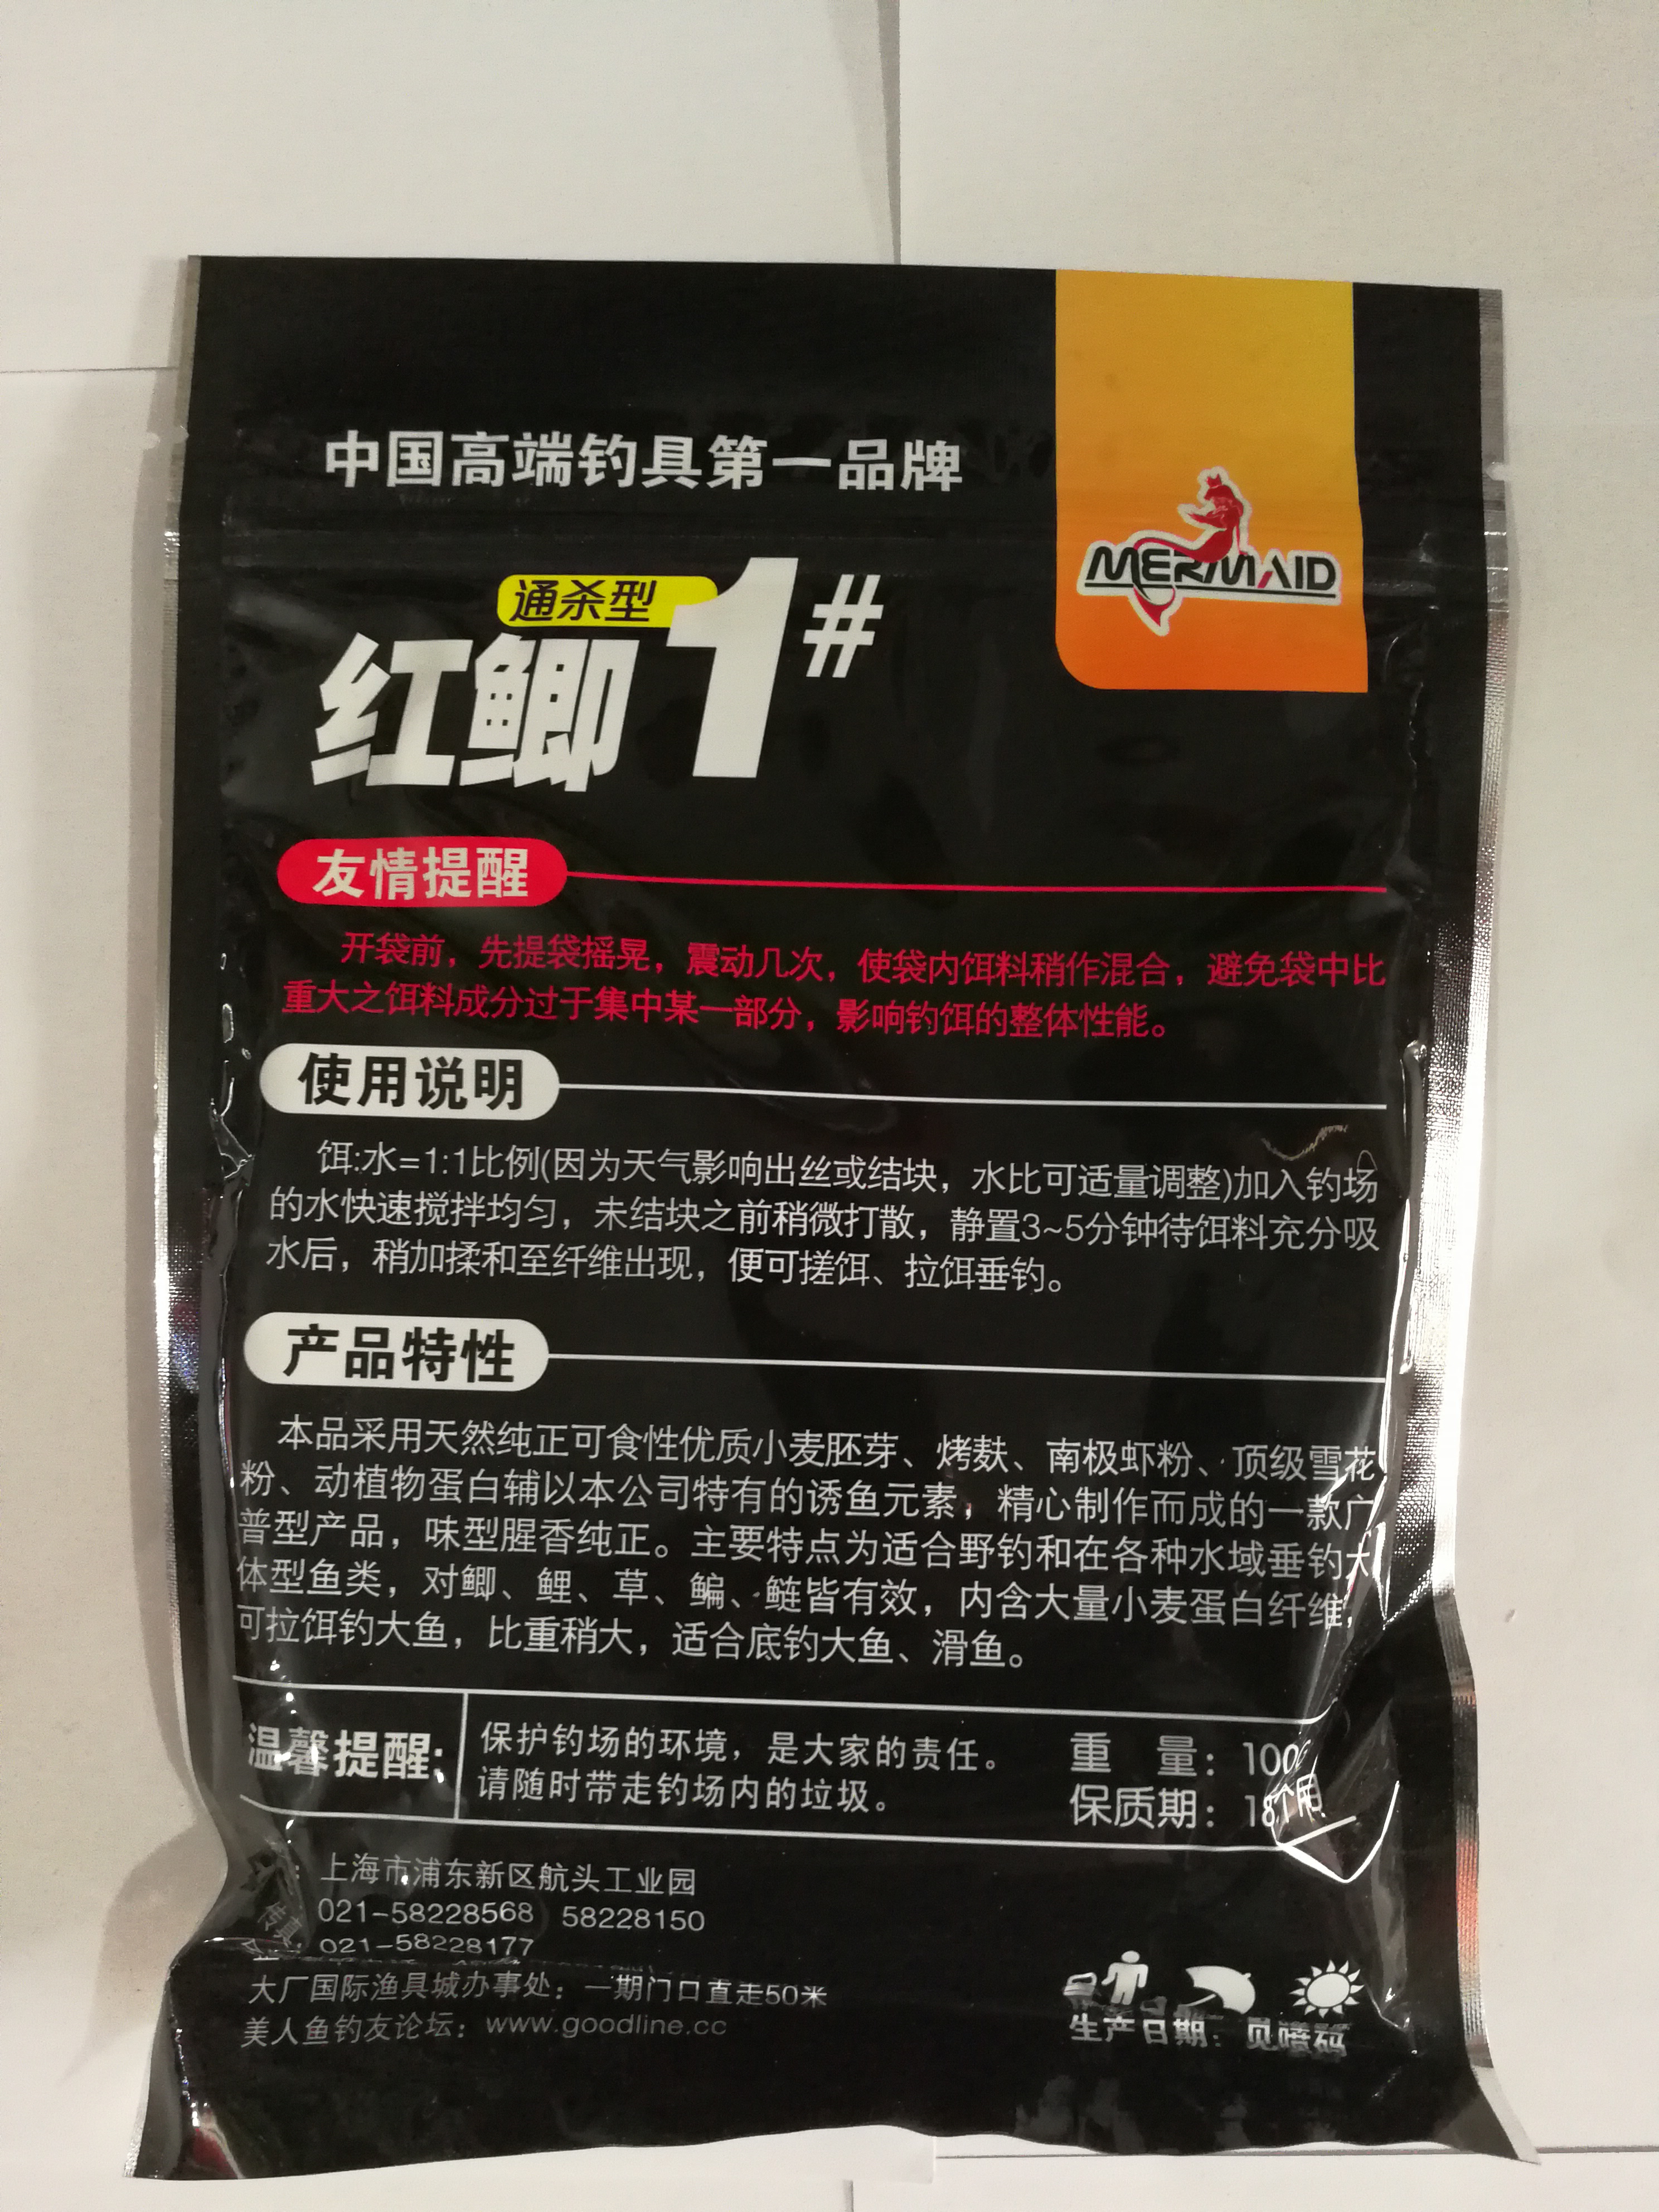 中国高端钓具第一品牌
MERMAID
通杀型
红鲫1#
友情提醒
开袋前，先提袋摇晃，震动几次，使袋内饵料稍作混合，避免袋中比
重大之饵料成分过于集中某一部分，影响钓饵的整体性能。
使用说明
饵:水=1:1比例(因为天气影响出丝或结块，水比可适量调整)加入钓场
的水快速搅拌均匀，未结块之前稍微打散，静置3~5分钟待饵料充分吸
水后，稍加揉和至纤维出现，便可搓饵、拉饵垂钓。
产品特性
本品采用天然纯正可食性优质小麦胚芽、烤麸、南极虾粉、顶级雪花
粉、动植物蛋白辅以本公司特有的诱鱼元素，精心制作而成的一款广
普型产品，味型腥香纯正。主要特点为适合野钓和在各种水域垂钓大
体型鱼类，对鲫、鲤、草、鳊、鲢皆有效，内含大量小麦蛋白纤维，
可拉饵钓大鱼，比重稍大，适合底钓大鱼、滑鱼。
温馨提醒：
保护钓场的环境，是大家的责任。
请随时带走钓场内的垃圾。
重 量：100G
保质期：18个月
：上海市浦东新区航头工业园
021-58228568 58228150
传真：021-58228177
大厂国际渔具城办事处：一期门口直走50米
美人鱼钓友论坛：www.goodline.cc
生产日期：见喷码